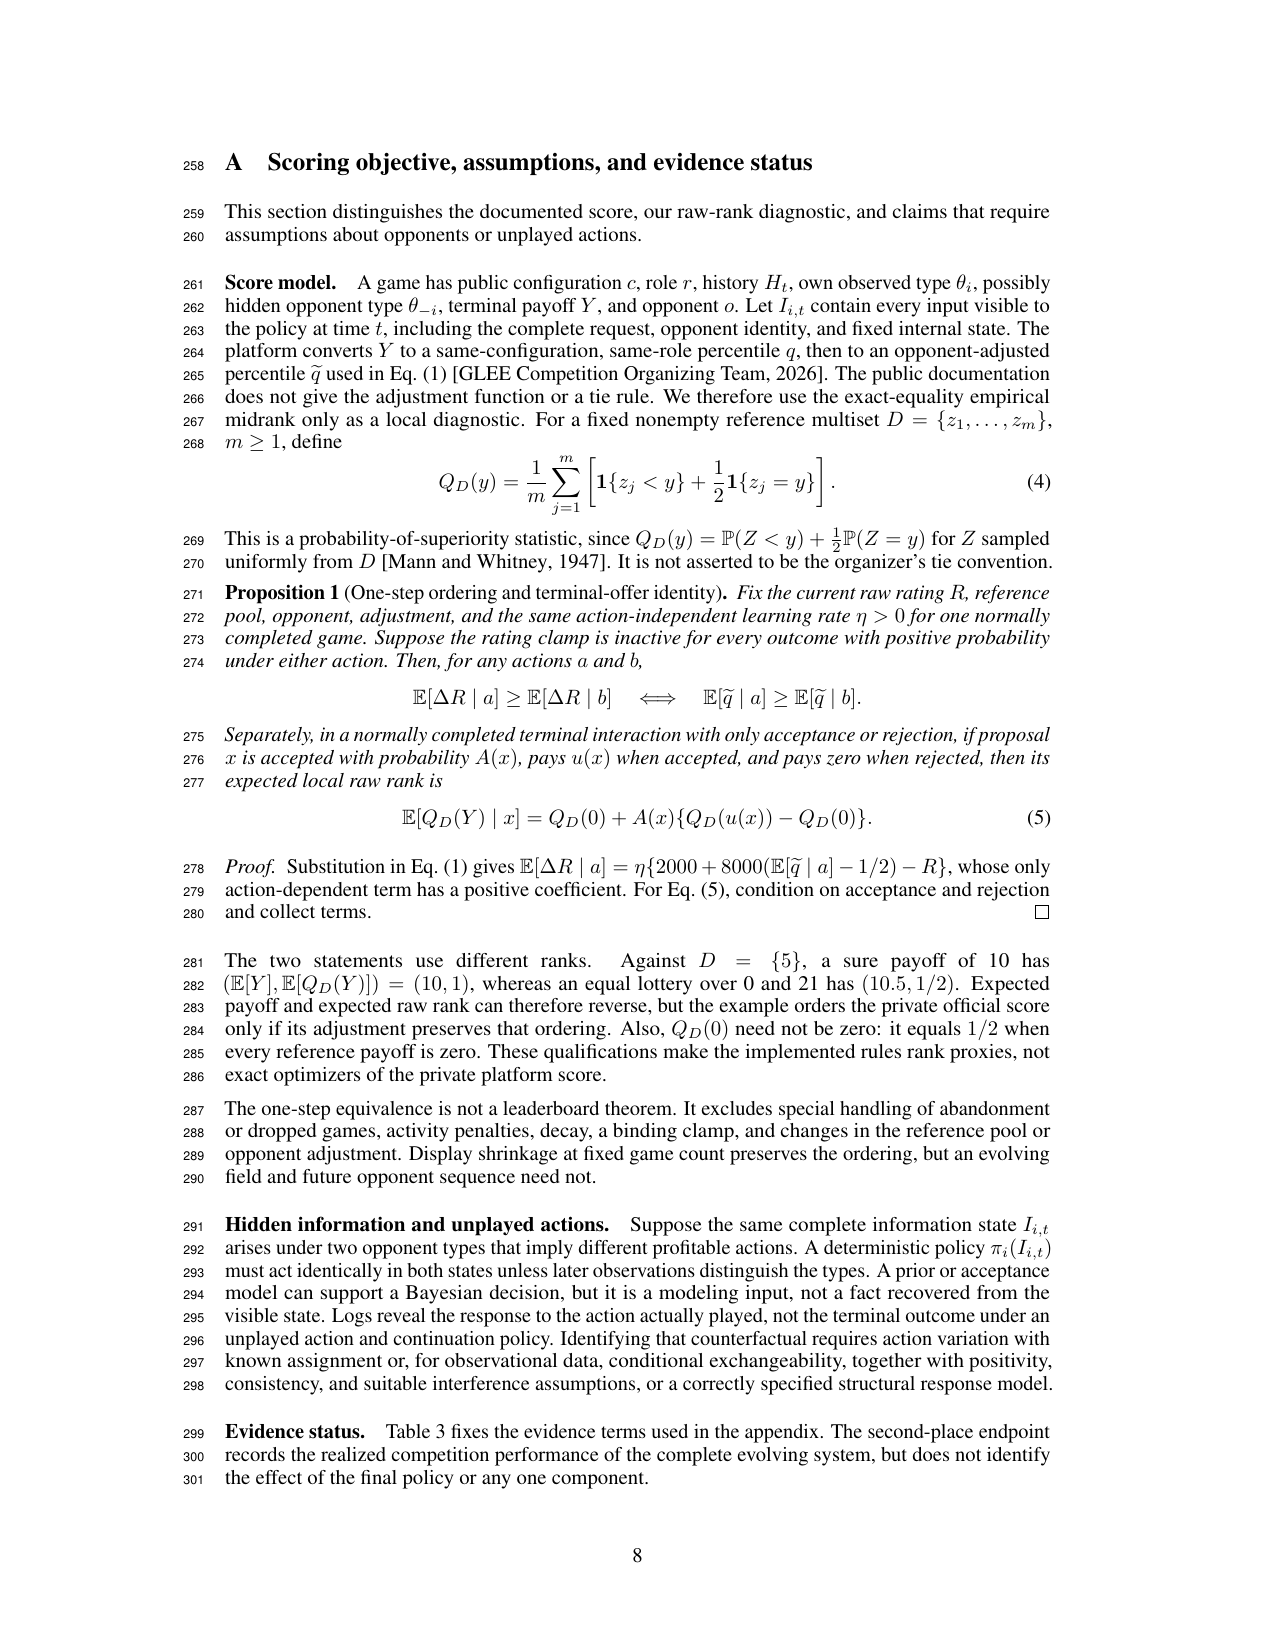 258 A Scoring objective, assumptions, and evidence status
259 This section distinguishes the documented score, our raw-rank diagnostic, and claims that require
260 assumptions about opponents or unplayed actions.
261 Score model. A game has public configuration c, role r, history H_t, own observed type θ_i, possibly
262 hidden opponent type θ_{−i}, terminal payoff Y, and opponent o. Let I_{i,t} contain every input visible to
263 the policy at time t, including the complete request, opponent identity, and fixed internal state. The
264 platform converts Y to a same-configuration, same-role percentile q, then to an opponent-adjusted
265 percentile q̃ used in Eq. (1) [GLEE Competition Organizing Team, 2026]. The public documentation
266 does not give the adjustment function or a tie rule. We therefore use the exact-equality empirical
267 midrank only as a local diagnostic. For a fixed nonempty reference multiset D = {z_1, . . . , z_m},
268 m ≥ 1, define
Q_D(y) = \frac{1}{m} \sum_{j=1}^{m} [1{z_j < y} + \frac{1}{2} 1{z_j = y}] . (4)
269 This is a probability-of-superiority statistic, since Q_D(y) = ℙ(Z < y) + ½ℙ(Z = y) for Z sampled
270 uniformly from D [Mann and Whitney, 1947]. It is not asserted to be the organizer's tie convention.
271 Proposition 1 (One-step ordering and terminal-offer identity). Fix the current raw rating R, reference
272 pool, opponent, adjustment, and the same action-independent learning rate η > 0 for one normally
273 completed game. Suppose the rating clamp is inactive for every outcome with positive probability
274 under either action. Then, for any actions a and b,
𝔼[ΔR | a] ≥ 𝔼[ΔR | b] ⟺ 𝔼[q̃ | a] ≥ 𝔼[q̃ | b].
275 Separately, in a normally completed terminal interaction with only acceptance or rejection, if proposal
276 x is accepted with probability A(x), pays u(x) when accepted, and pays zero when rejected, then its
277 expected local raw rank is
𝔼[Q_D(Y) | x] = Q_D(0) + A(x){Q_D(u(x)) − Q_D(0)}. (5)
278 Proof. Substitution in Eq. (1) gives 𝔼[ΔR | a] = η{2000 + 8000(𝔼[q̃ | a] − 1/2) − R}, whose only
279 action-dependent term has a positive coefficient. For Eq. (5), condition on acceptance and rejection
280 and collect terms. □
281 The two statements use different ranks. Against D = {5}, a sure payoff of 10 has
282 (𝔼[Y], 𝔼[Q_D(Y)]) = (10, 1), whereas an equal lottery over 0 and 21 has (10.5, 1/2). Expected
283 payoff and expected raw rank can therefore reverse, but the example orders the private official score
284 only if its adjustment preserves that ordering. Also, Q_D(0) need not be zero: it equals 1/2 when
285 every reference payoff is zero. These qualifications make the implemented rules rank proxies, not
286 exact optimizers of the private platform score.
287 The one-step equivalence is not a leaderboard theorem. It excludes special handling of abandonment
288 or dropped games, activity penalties, decay, a binding clamp, and changes in the reference pool or
289 opponent adjustment. Display shrinkage at fixed game count preserves the ordering, but an evolving
290 field and future opponent sequence need not.
291 Hidden information and unplayed actions. Suppose the same complete information state I_{i,t}
292 arises under two opponent types that imply different profitable actions. A deterministic policy π_i(I_{i,t})
293 must act identically in both states unless later observations distinguish the types. A prior or acceptance
294 model can support a Bayesian decision, but it is a modeling input, not a fact recovered from the
295 visible state. Logs reveal the response to the action actually played, not the terminal outcome under an
296 unplayed action and continuation policy. Identifying that counterfactual requires action variation with
297 known assignment or, for observational data, conditional exchangeability, together with positivity,
298 consistency, and suitable interference assumptions, or a correctly specified structural response model.
299 Evidence status. Table 3 fixes the evidence terms used in the appendix. The second-place endpoint
300 records the realized competition performance of the complete evolving system, but does not identify
301 the effect of the final policy or any one component.
8